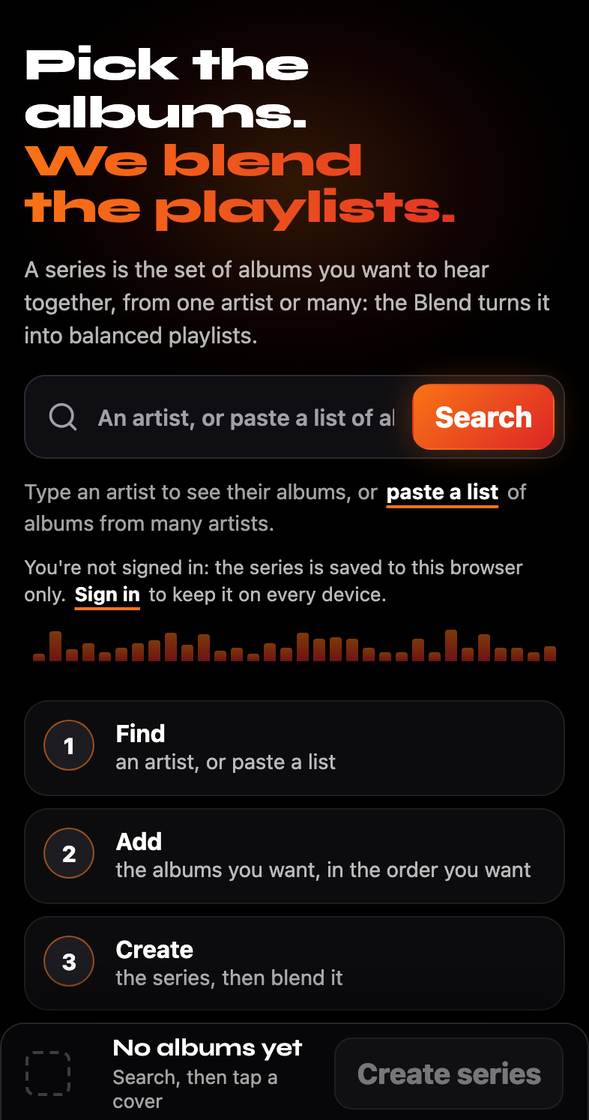 Pick the
albums.
We blend
the playlists.
A series is the set of albums you want to hear
together, from one artist or many: the Blend turns it
into balanced playlists.
An artist, or paste a list of al
Search
Type an artist to see their albums, or paste a list of
albums from many artists.
You're not signed in: the series is saved to this browser
only. Sign in to keep it on every device.
1
Find
an artist, or paste a list
2
Add
the albums you want, in the order you want
3
Create
the series, then blend it
No albums yet
Search, then tap a
cover
Create series